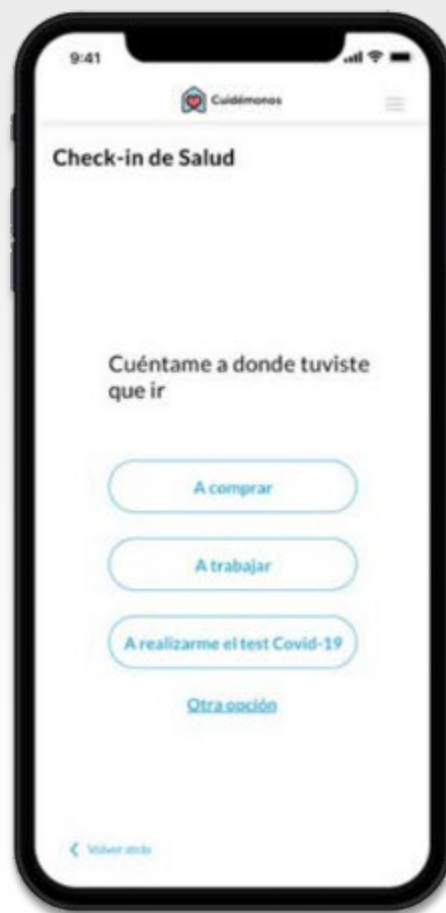 9:41
Cuidémonos
Check-in de Salud
Cuéntame a donde tuviste
que ir
A comprar
A trabajar
A realizarme el test Covid-19
Otra opción
Volver atrás